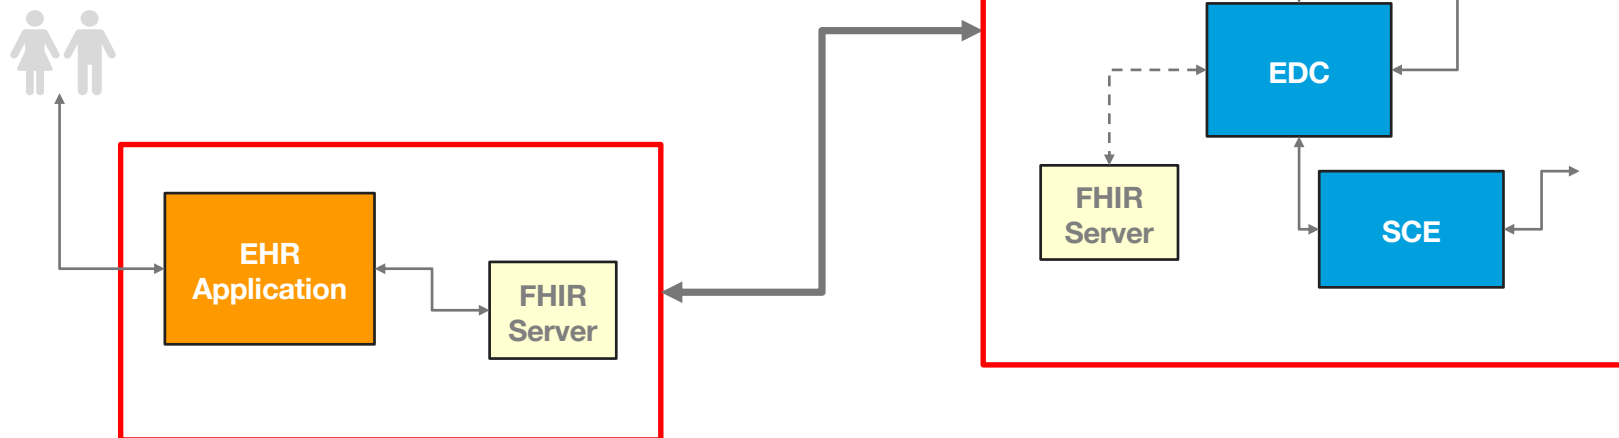 EHR
Application
FHIR
Server
EDC
FHIR
Server
SCE